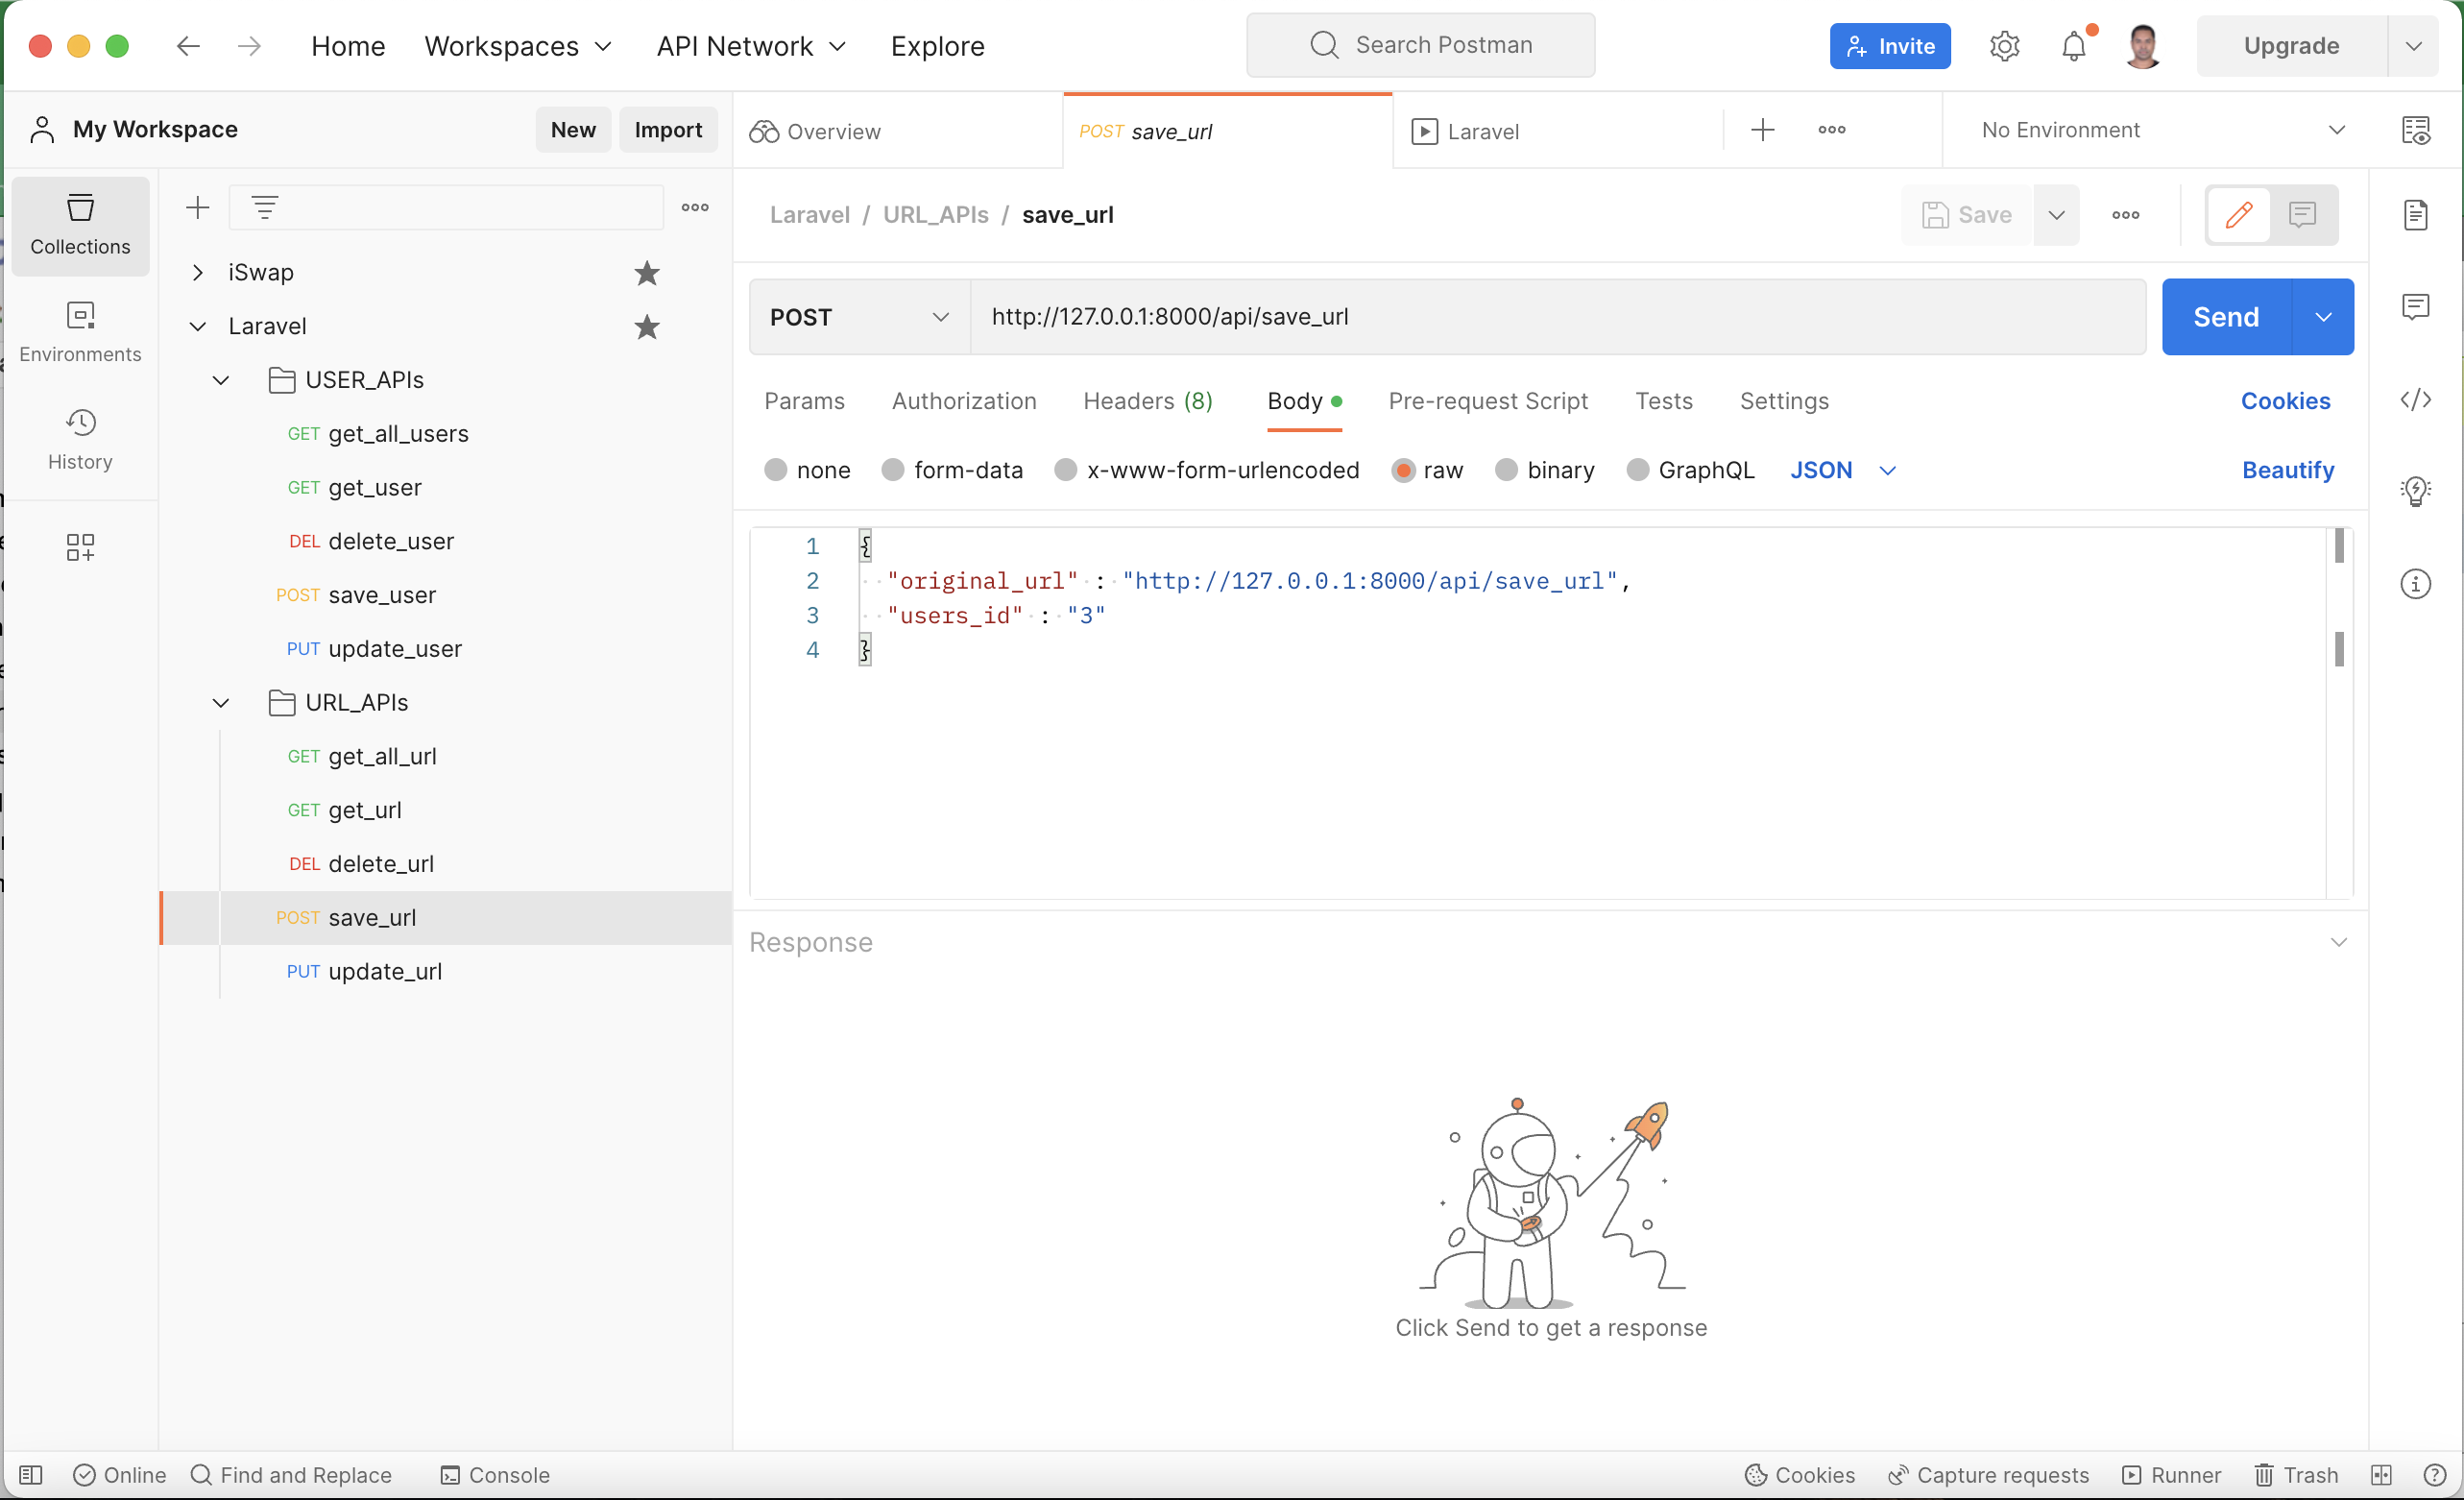 Home Workspaces API Network Explore Search Postman Invite Upgrade
My Workspace New Import Overview POST save_url Laravel No Environment
Collections
Environments
History
iSwap
Laravel
USER_APIs
GET get_all_users
GET get_user
DEL delete_user
POST save_user
PUT update_user
URL_APIs
GET get_all_url
GET get_url
DEL delete_url
POST save_url
PUT update_url
Laravel / URL_APIs / save_url Save
POST http://127.0.0.1:8000/api/save_url Send
Params Authorization Headers (8) Body Pre-request Script Tests Settings Cookies
none form-data x-www-form-urlencoded raw binary GraphQL JSON Beautify
1 {
2 "original_url" : "http://127.0.0.1:8000/api/save_url",
3 "users_id" : "3"
4 }
Response
Click Send to get a response
Online Find and Replace Console Cookies Capture requests Runner Trash